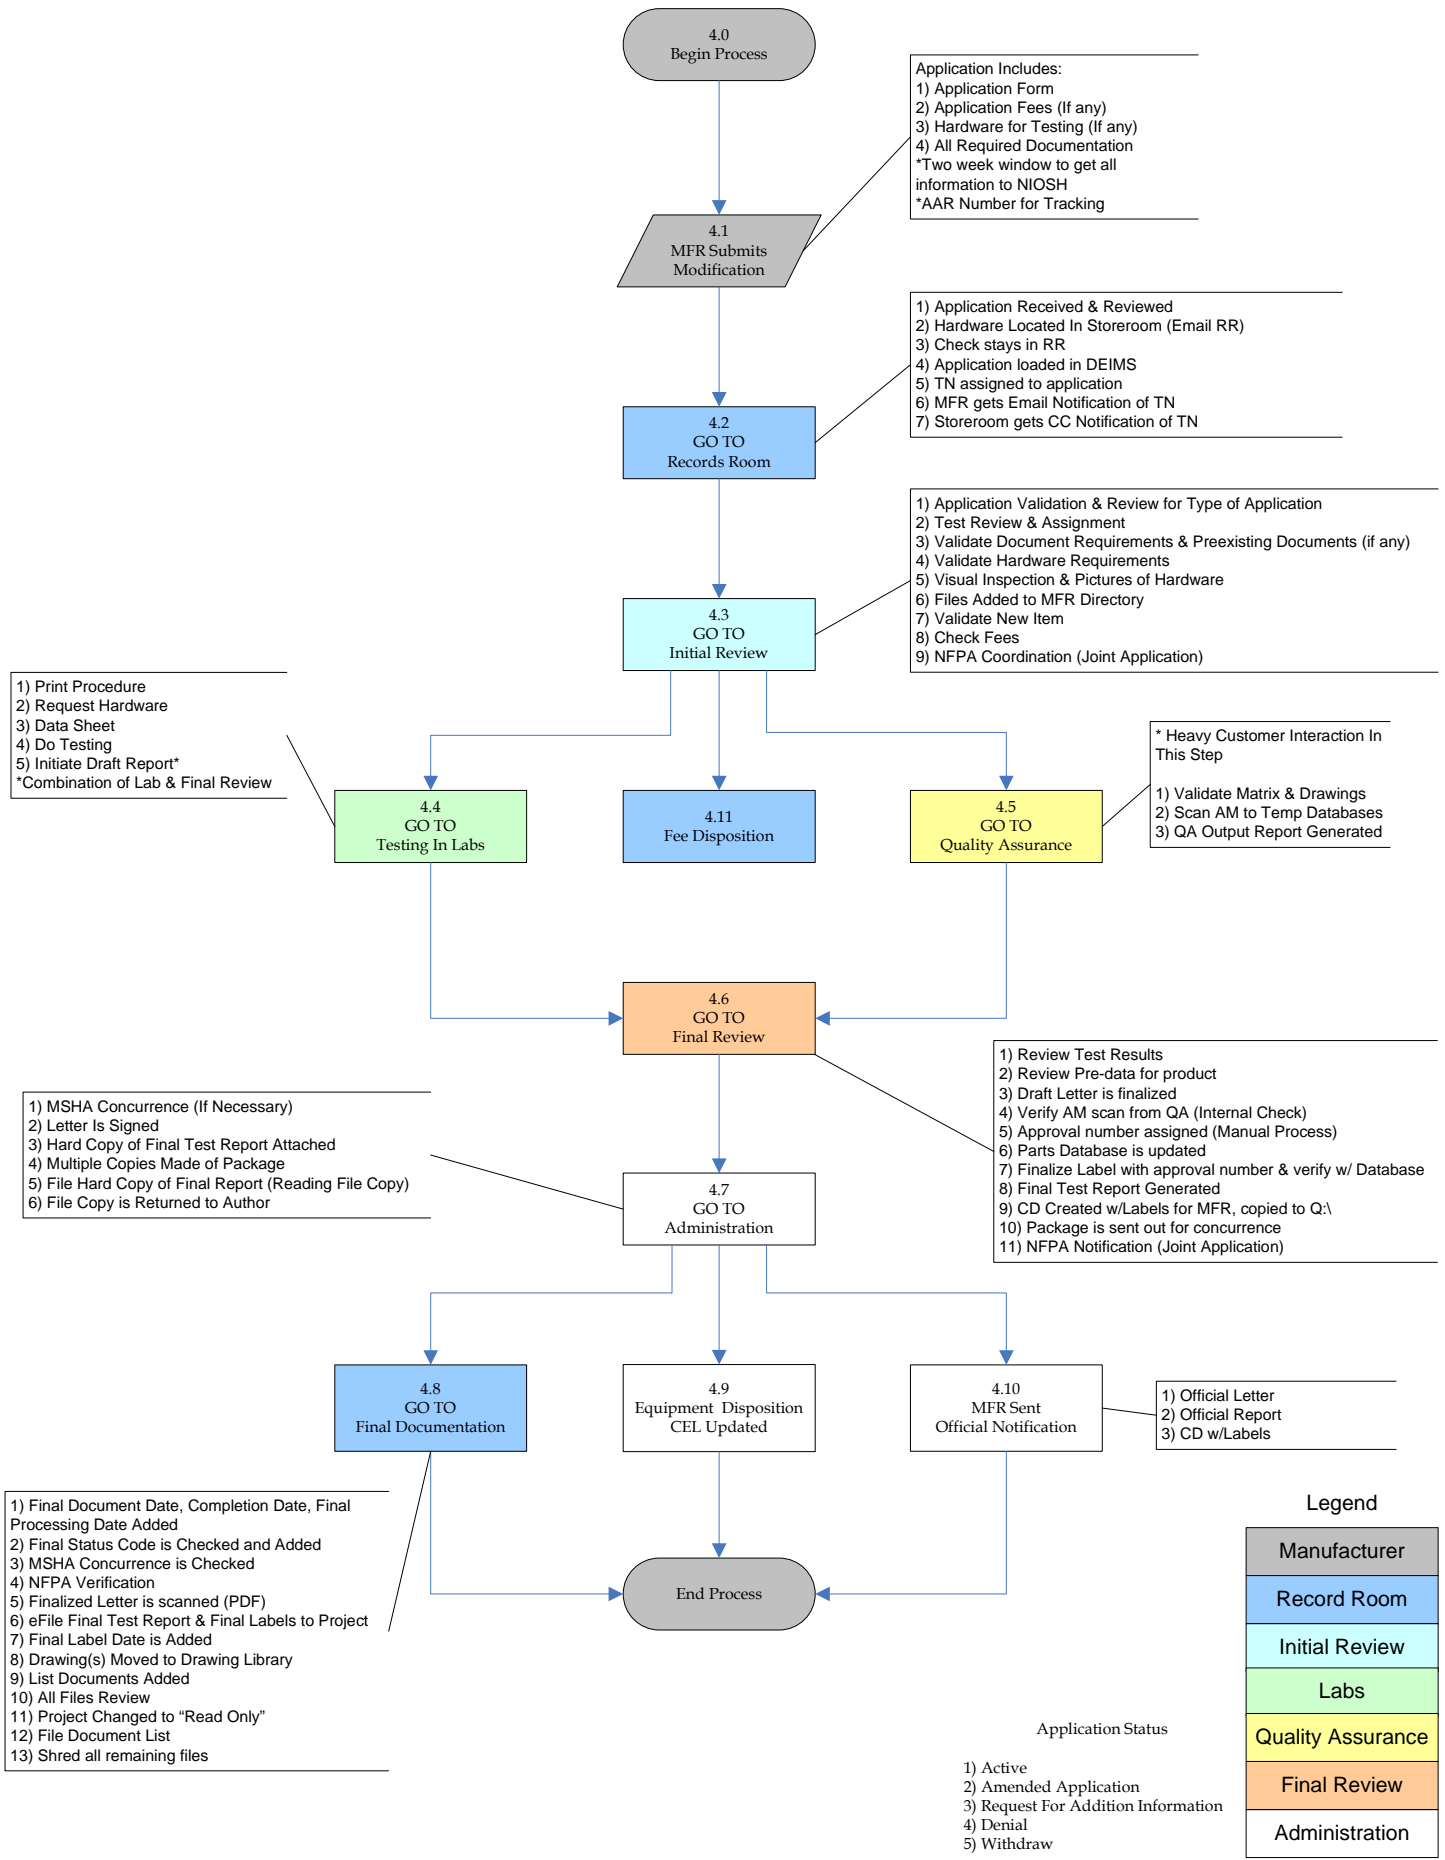 4.0
Begin Process
Application Includes:
1) Application Form
2) Application Fees (If any)
3) Hardware for Testing (If any)
4) All Required Documentation
*Two week window to get all
information to NIOSH
*AAR Number for Tracking
4.1
MFR Submits
Modification
1) Application Received & Reviewed
2) Hardware Located In Storeroom (Email RR)
3) Check stays in RR
4) Application loaded in DEIMS
5) TN assigned to application
6) MFR gets Email Notification of TN
7) Storeroom gets CC Notification of TN
4.2
GO TO
Records Room
1) Application Validation & Review for Type of Application
2) Test Review & Assignment
3) Validate Document Requirements & Preexisting Documents (if any)
4) Validate Hardware Requirements
5) Visual Inspection & Pictures of Hardware
6) Files Added to MFR Directory
7) Validate New Item
8) Check Fees
9) NFPA Coordination (Joint Application)
4.3
GO TO
Initial Review
1) Print Procedure
2) Request Hardware
3) Data Sheet
4) Do Testing
5) Initiate Draft Report*
*Combination of Lab & Final Review
* Heavy Customer Interaction In
This Step
1) Validate Matrix & Drawings
2) Scan AM to Temp Databases
3) QA Output Report Generated
4.4
GO TO
Testing In Labs
4.11
Fee Disposition
4.5
GO TO
Quality Assurance
4.6
GO TO
Final Review
1) Review Test Results
2) Review Pre-data for product
3) Draft Letter is finalized
4) Verify AM scan from QA (Internal Check)
5) Approval number assigned (Manual Process)
6) Parts Database is updated
7) Finalize Label with approval number & verify w/ Database
8) Final Test Report Generated
9) CD Created w/Labels for MFR, copied to Q:\
10) Package is sent out for concurrence
11) NFPA Notification (Joint Application)
1) MSHA Concurrence (If Necessary)
2) Letter Is Signed
3) Hard Copy of Final Test Report Attached
4) Multiple Copies Made of Package
5) File Hard Copy of Final Report (Reading File Copy)
6) File Copy is Returned to Author
4.7
GO TO
Administration
4.8
GO TO
Final Documentation
4.9
Equipment Disposition
CEL Updated
4.10
MFR Sent
Official Notification
1) Official Letter
2) Official Report
3) CD w/Labels
1) Final Document Date, Completion Date, Final
Processing Date Added
2) Final Status Code is Checked and Added
3) MSHA Concurrence is Checked
4) NFPA Verification
5) Finalized Letter is scanned (PDF)
6) eFile Final Test Report & Final Labels to Project
7) Final Label Date is Added
8) Drawing(s) Moved to Drawing Library
9) List Documents Added
10) All Files Review
11) Project Changed to “Read Only”
12) File Document List
13) Shred all remaining files
End Process
Legend
Manufacturer
Record Room
Initial Review
Labs
Quality Assurance
Final Review
Administration
Application Status
1) Active
2) Amended Application
3) Request For Addition Information
4) Denial
5) Withdraw